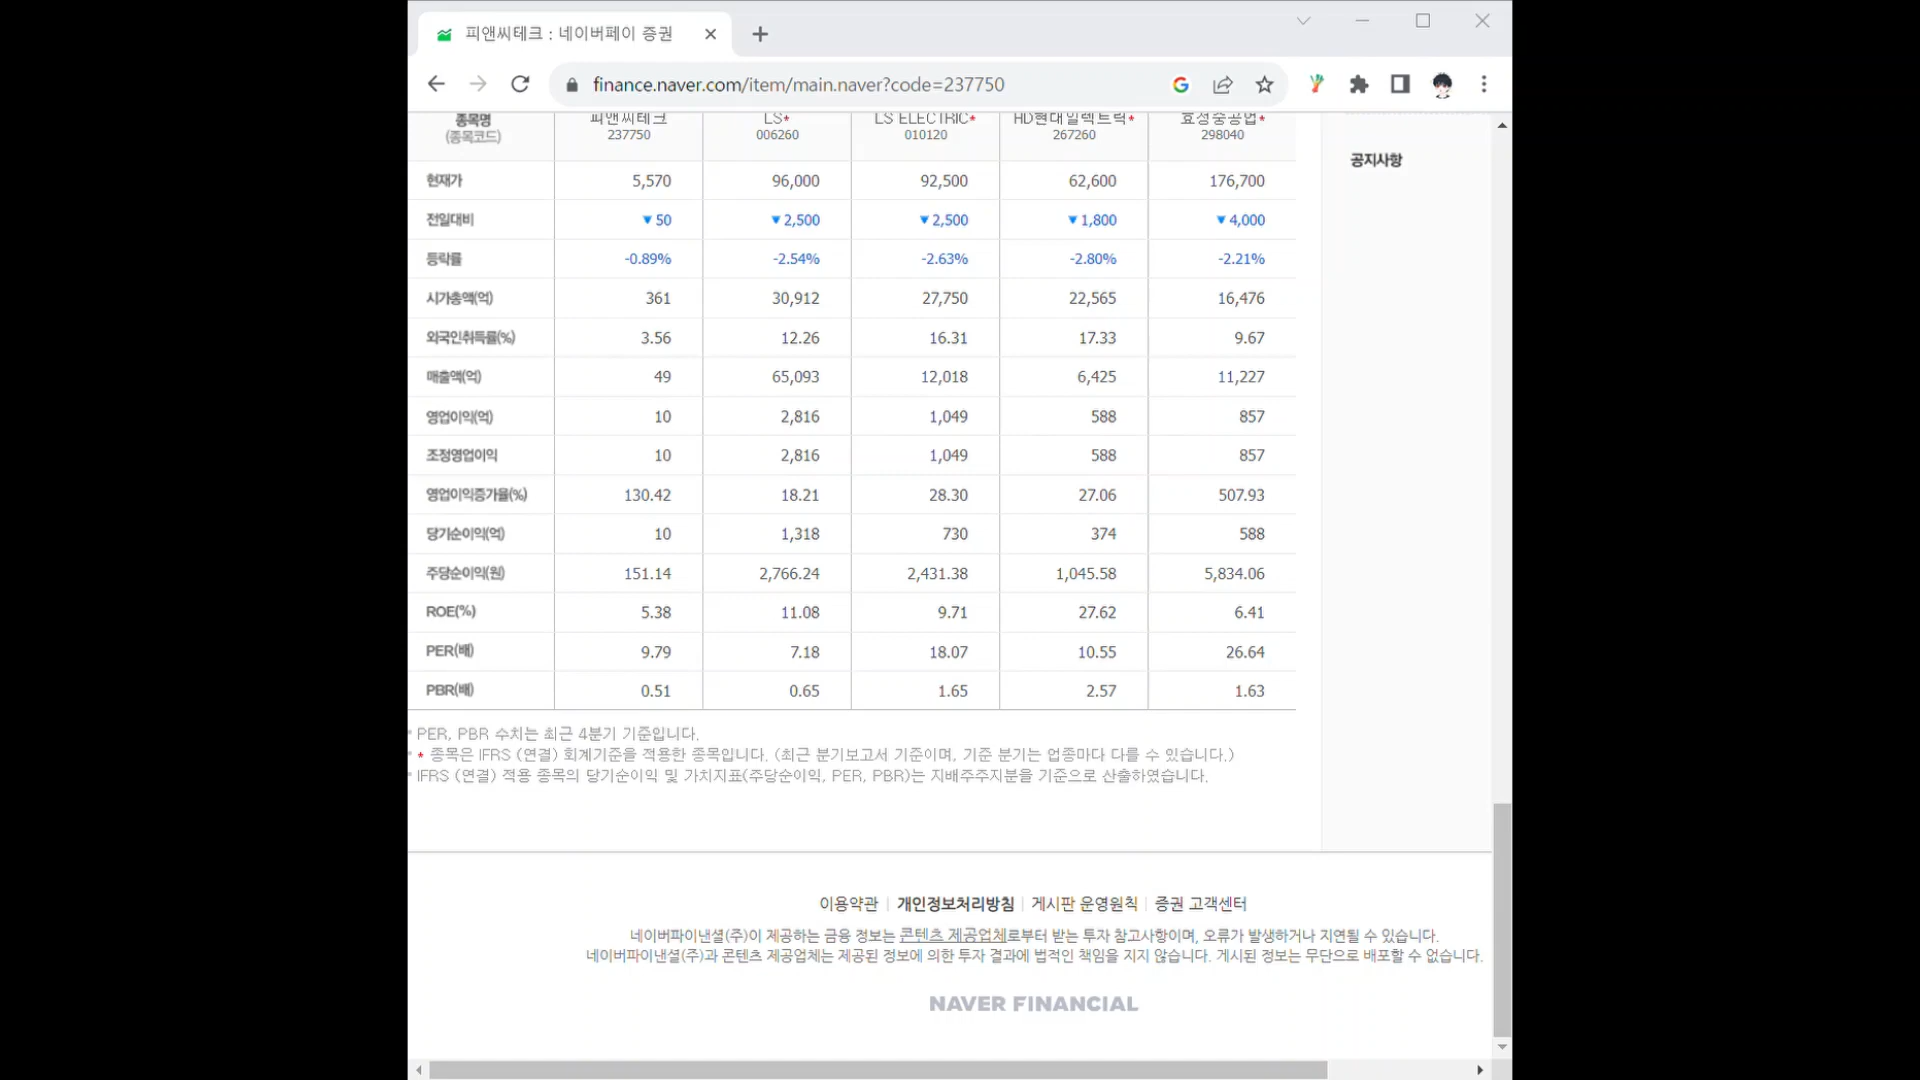 피앤씨테크 : 네이버페이 증권
finance.naver.com/item/main.naver?code=237750
종목명 피앤씨테크 LS* LS ELECTRIC* HD현대일렉트릭* 효성중공업*
(종목코드) 237750 006260 010120 267260 298040
공지사항
현재가 5,570 96,000 92,500 62,600 176,700
전일대비 ▼50 ▼2,500 ▼2,500 ▼1,800 ▼4,000
등락률 -0.89% -2.54% -2.63% -2.80% -2.21%
시가총액(억) 361 30,912 27,750 22,565 16,476
외국인취득률(%) 3.56 12.26 16.31 17.33 9.67
매출액(억) 49 65,093 12,018 6,425 11,227
영업이익(억) 10 2,816 1,049 588 857
조정영업이익 10 2,816 1,049 588 857
영업이익증가율(%) 130.42 18.21 28.30 27.06 507.93
당기순이익(억) 10 1,318 730 374 588
주당순이익(원) 151.14 2,766.24 2,431.38 1,045.58 5,834.06
ROE(%) 5.38 11.08 9.71 27.62 6.41
PER(배) 9.79 7.18 18.07 10.55 26.64
PBR(배) 0.51 0.65 1.65 2.57 1.63
* PER, PBR 수치는 최근 4분기 기준입니다.
* * 종목은 IFRS (연결) 회계기준을 적용한 종목입니다. (최근 분기보고서 기준이며, 기준 분기는 업종마다 다를 수 있습니다.)
* IFRS (연결) 적용 종목의 당기순이익 및 가치지표(주당순이익, PER, PBR)는 지배주주지분을 기준으로 산출하였습니다.
이용약관 | 개인정보처리방침 | 게시판 운영원칙 | 증권 고객센터
네이버파이낸셜(주)이 제공하는 금융 정보는 콘텐츠 제공업체로부터 받는 투자 참고사항이며, 오류가 발생하거나 지연될 수 있습니다.
네이버파이낸셜(주)과 콘텐츠 제공업체는 제공된 정보에 의한 투자 결과에 법적인 책임을 지지 않습니다. 게시된 정보는 무단으로 배포할 수 없습니다.
NAVER FINANCIAL